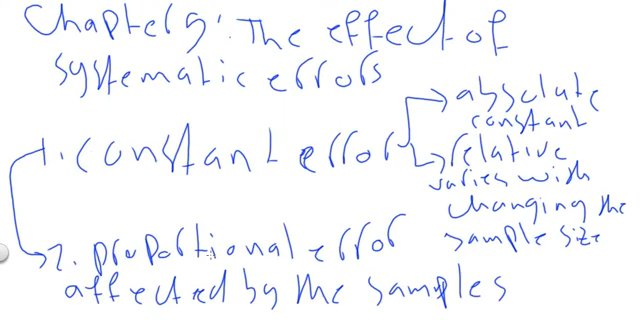 Chapter 5: The effect of
systematic errors
1. constant error
absolute
constant
relative
varies with
changing the
sample size
2. proportional error
affected by the samples